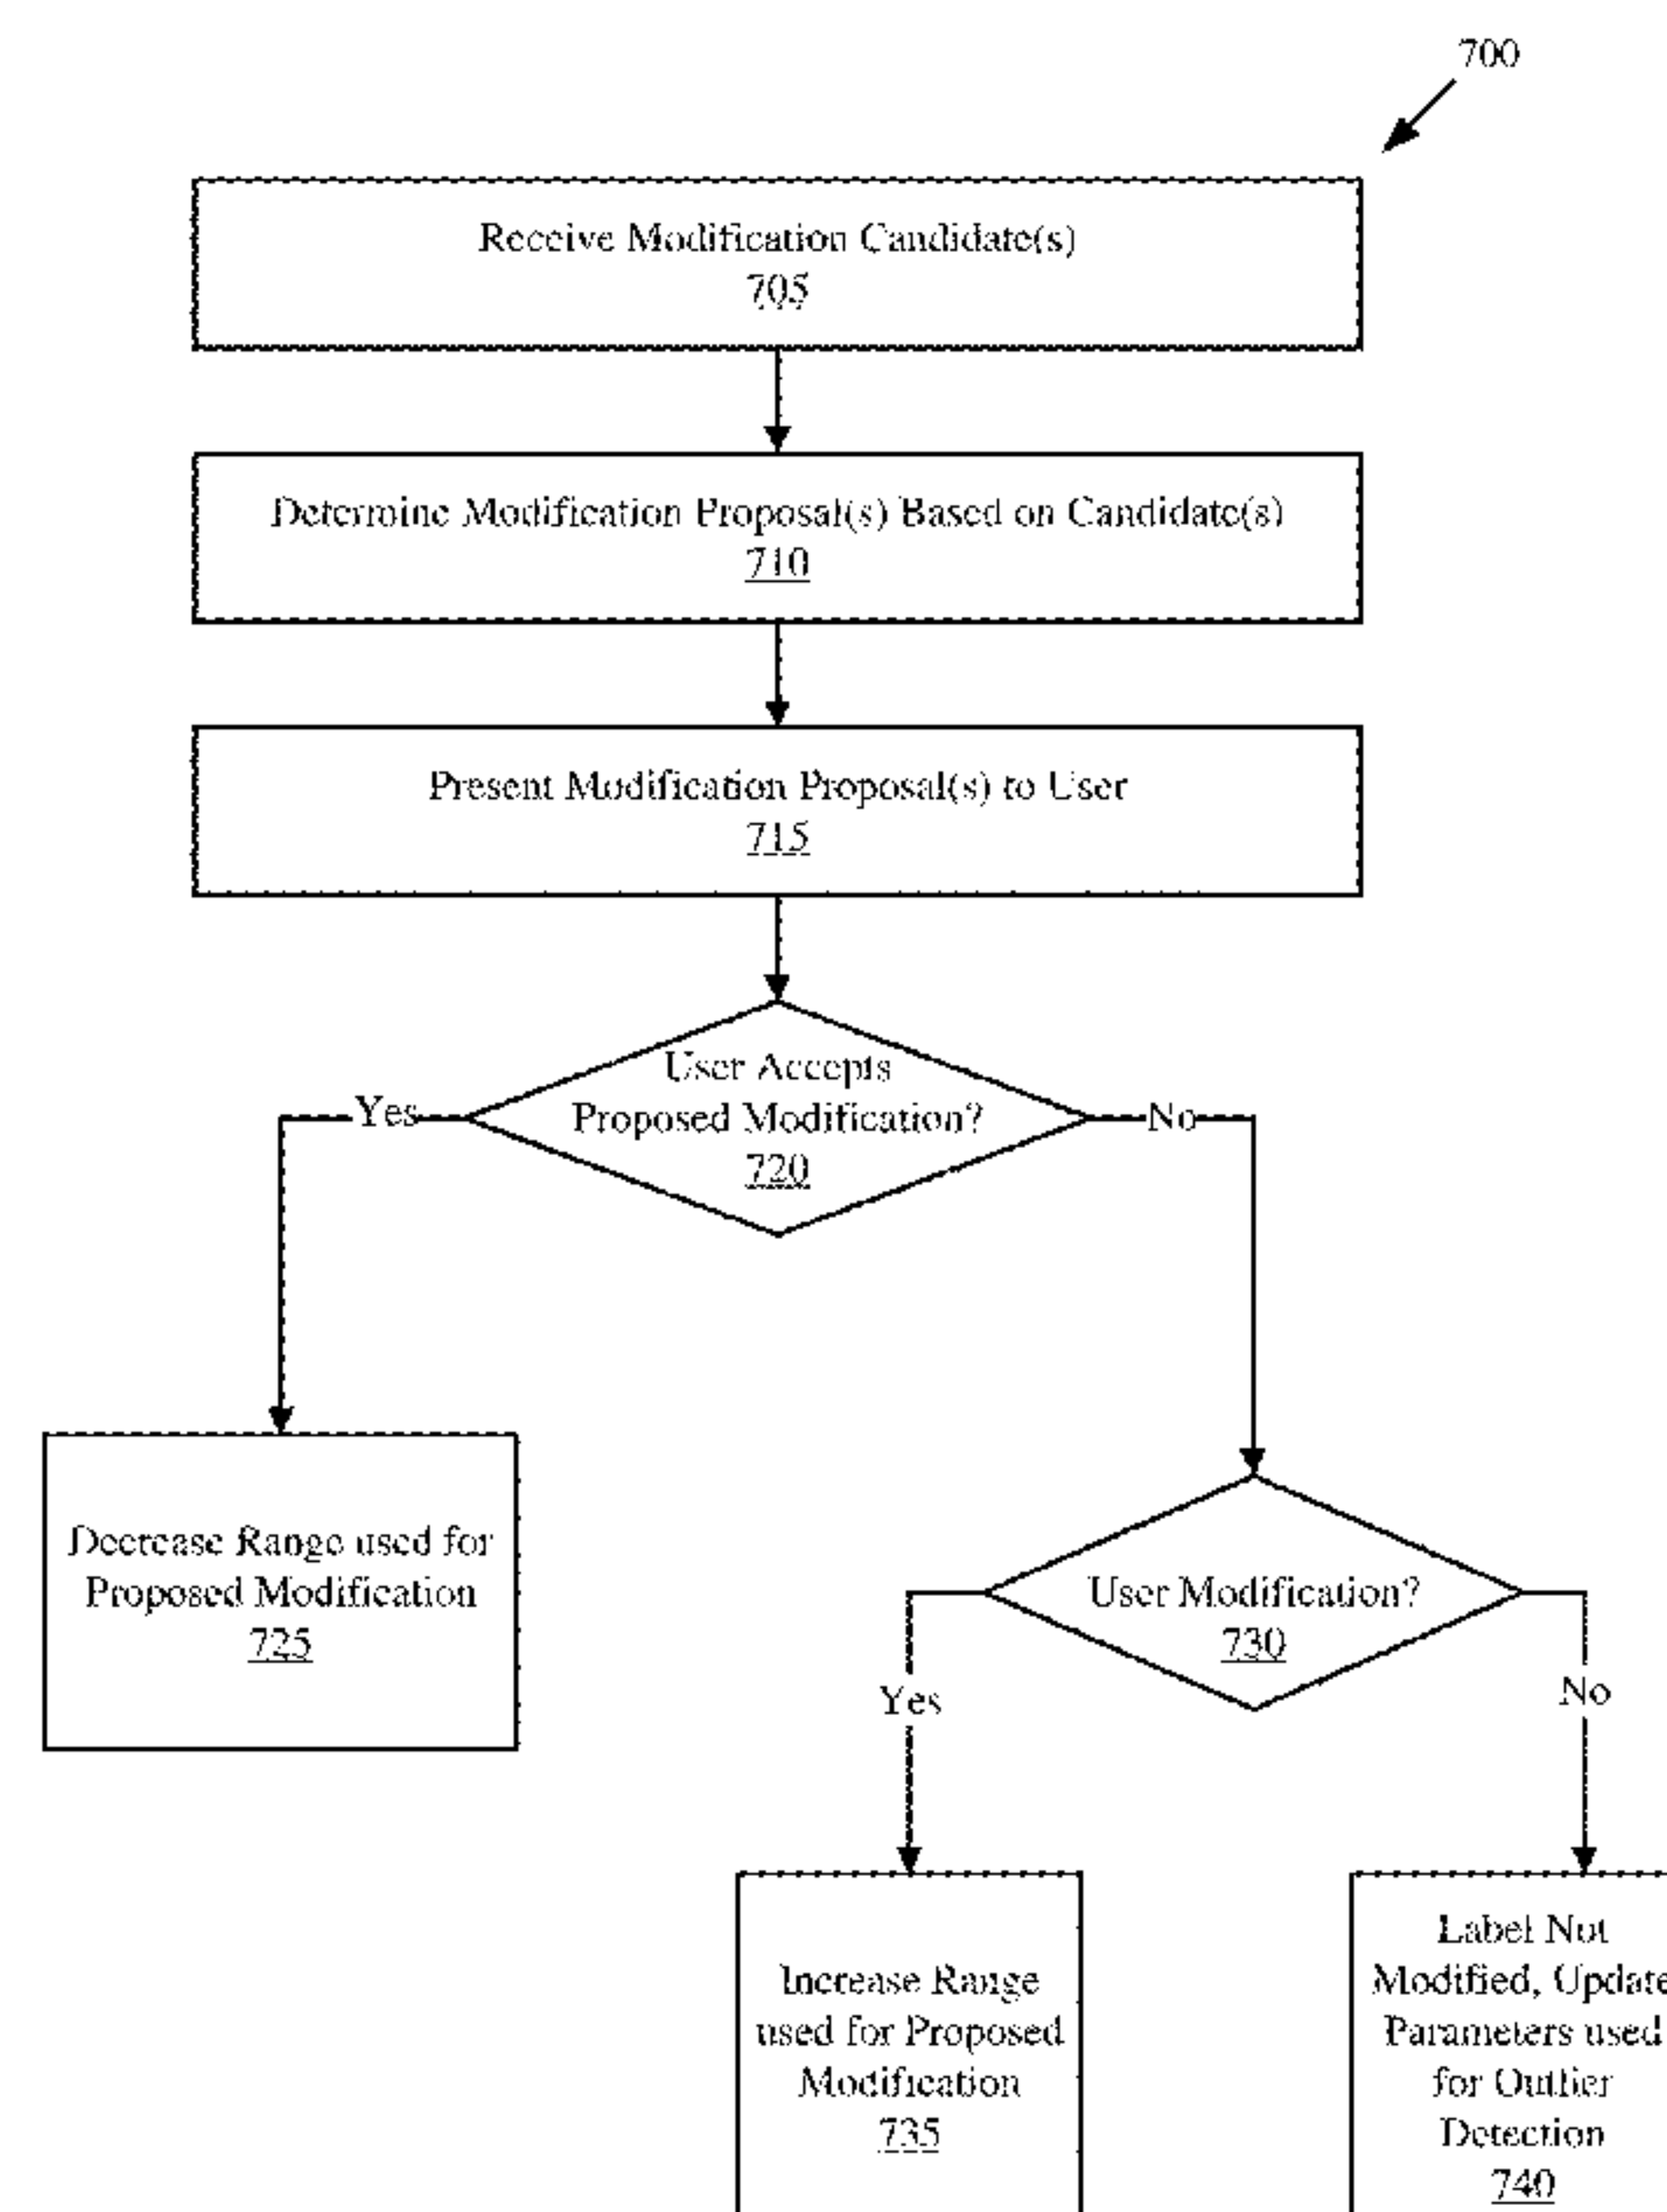 700
Receive Modification Candidate(s)
705
Determine Modification Proposal(s) Based on Candidate(s)
710
Present Modification Proposal(s) to User
715
User Accepts
Proposed Modification?
720
Yes
No
Decrease Range used for
Proposed Modification
725
User Modification?
730
Yes
No
Increase Range
used for Proposed
Modification
735
Label Not
Modified, Update
Parameters used
for Outlier
Detection
740